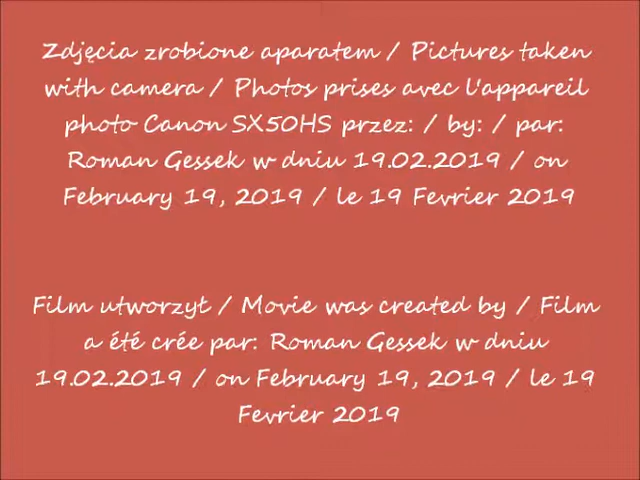 Zdjęcia zrobione aparatem / Pictures taken
with camera / Photos prises avec l'appareil
photo Canon SX50HS przez: / by: / par:
Roman Gessek w dniu 19.02.2019 / on
February 19, 2019 / le 19 Fevrier 2019
Film utworzył / Movie was created by / Film
a été crée par: Roman Gessek w dniu
19.02.2019 / on February 19, 2019 / le 19
Fevrier 2019